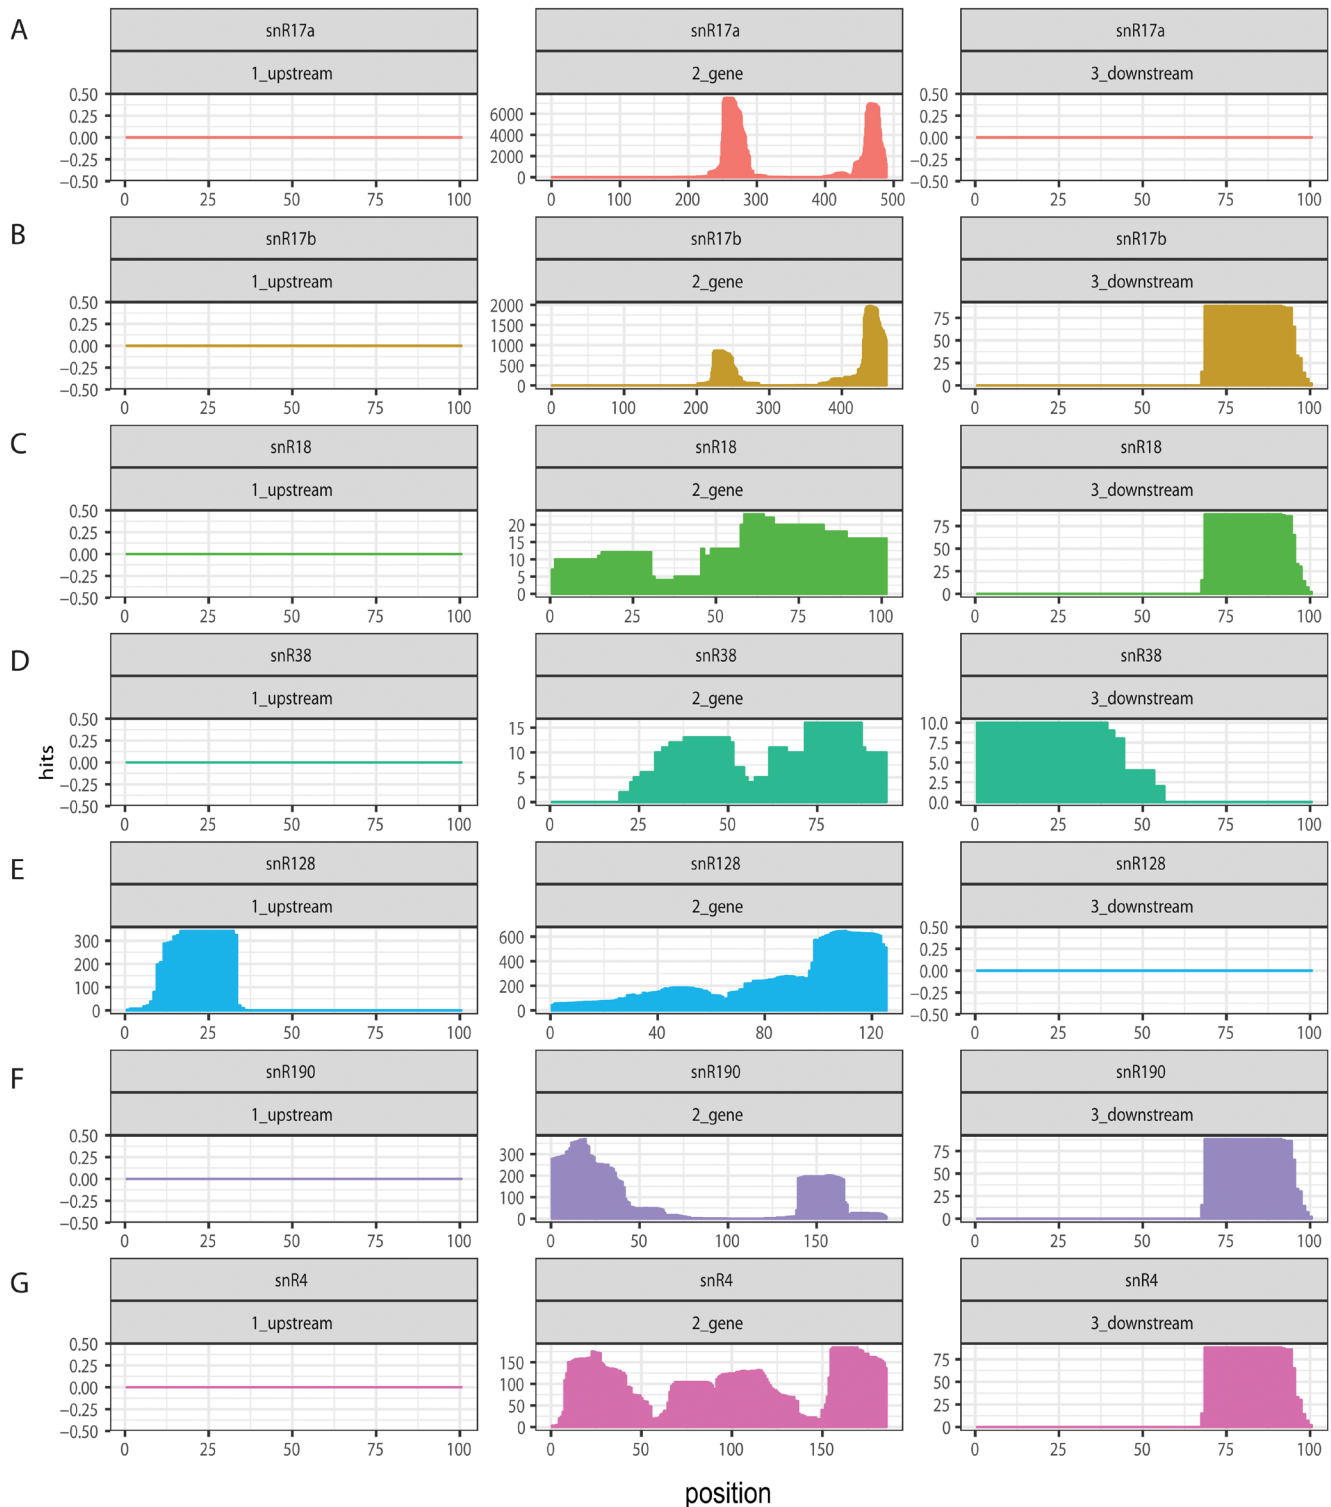 A
snR17a snR17a snR17a
1_upstream 2_gene 3_downstream
0.50 0.25 0.00 −0.25 −0.50
6000 4000 2000 0
0.50 0.25 0.00 −0.25 −0.50
0 25 50 75 100
0 100 200 300 400 500
0 25 50 75 100
B
snR17b snR17b snR17b
1_upstream 2_gene 3_downstream
0.50 0.25 0.00 −0.25 −0.50
2000 1500 1000 500 0
75 50 25 0
0 25 50 75 100
0 100 200 300 400
0 25 50 75 100
C
snR18 snR18 snR18
1_upstream 2_gene 3_downstream
0.50 0.25 0.00 −0.25 −0.50
20 15 10 5 0
75 50 25 0
0 25 50 75 100
25 50 75 100
0 25 50 75 100
D
snR38 snR38 snR38
1_upstream 2_gene 3_downstream
0.50 0.25 0.00 −0.25 −0.50
15 10 5 0
10.0 7.5 5.0 2.5 0.0
0 25 50 75 100
0 25 50 75
0 25 50 75 100
hits
E
snR128 snR128 snR128
1_upstream 2_gene 3_downstream
300 200 100 0
600 400 200 0
0.50 0.25 0.00 −0.25 −0.50
0 25 50 75 100
0 40 80 120
0 25 50 75 100
F
snR190 snR190 snR190
1_upstream 2_gene 3_downstream
0.50 0.25 0.00 −0.25 −0.50
300 200 100 0
75 50 25 0
0 25 50 75 100
0 50 100 150
0 25 50 75 100
G
snR4 snR4 snR4
1_upstream 2_gene 3_downstream
0.50 0.25 0.00 −0.25 −0.50
150 100 50 0
75 50 25 0
0 25 50 75 100
0 50 100 150
0 25 50 75 100
position